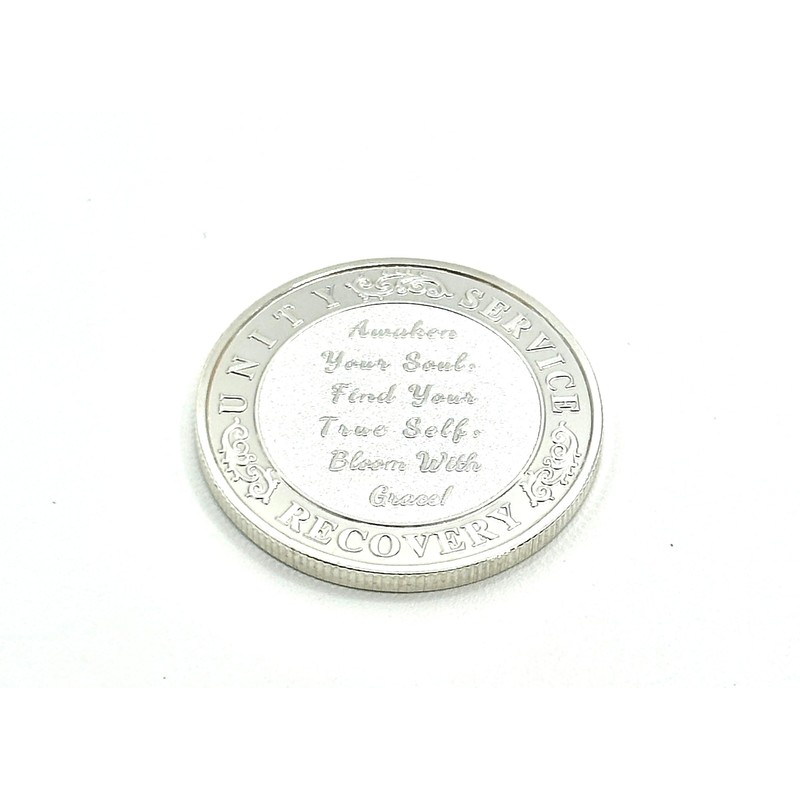 UNITY
SERVICE
Awaken
Your Soul,
Find Your
True Self,
Bloom With
Grace!
RECOVERY